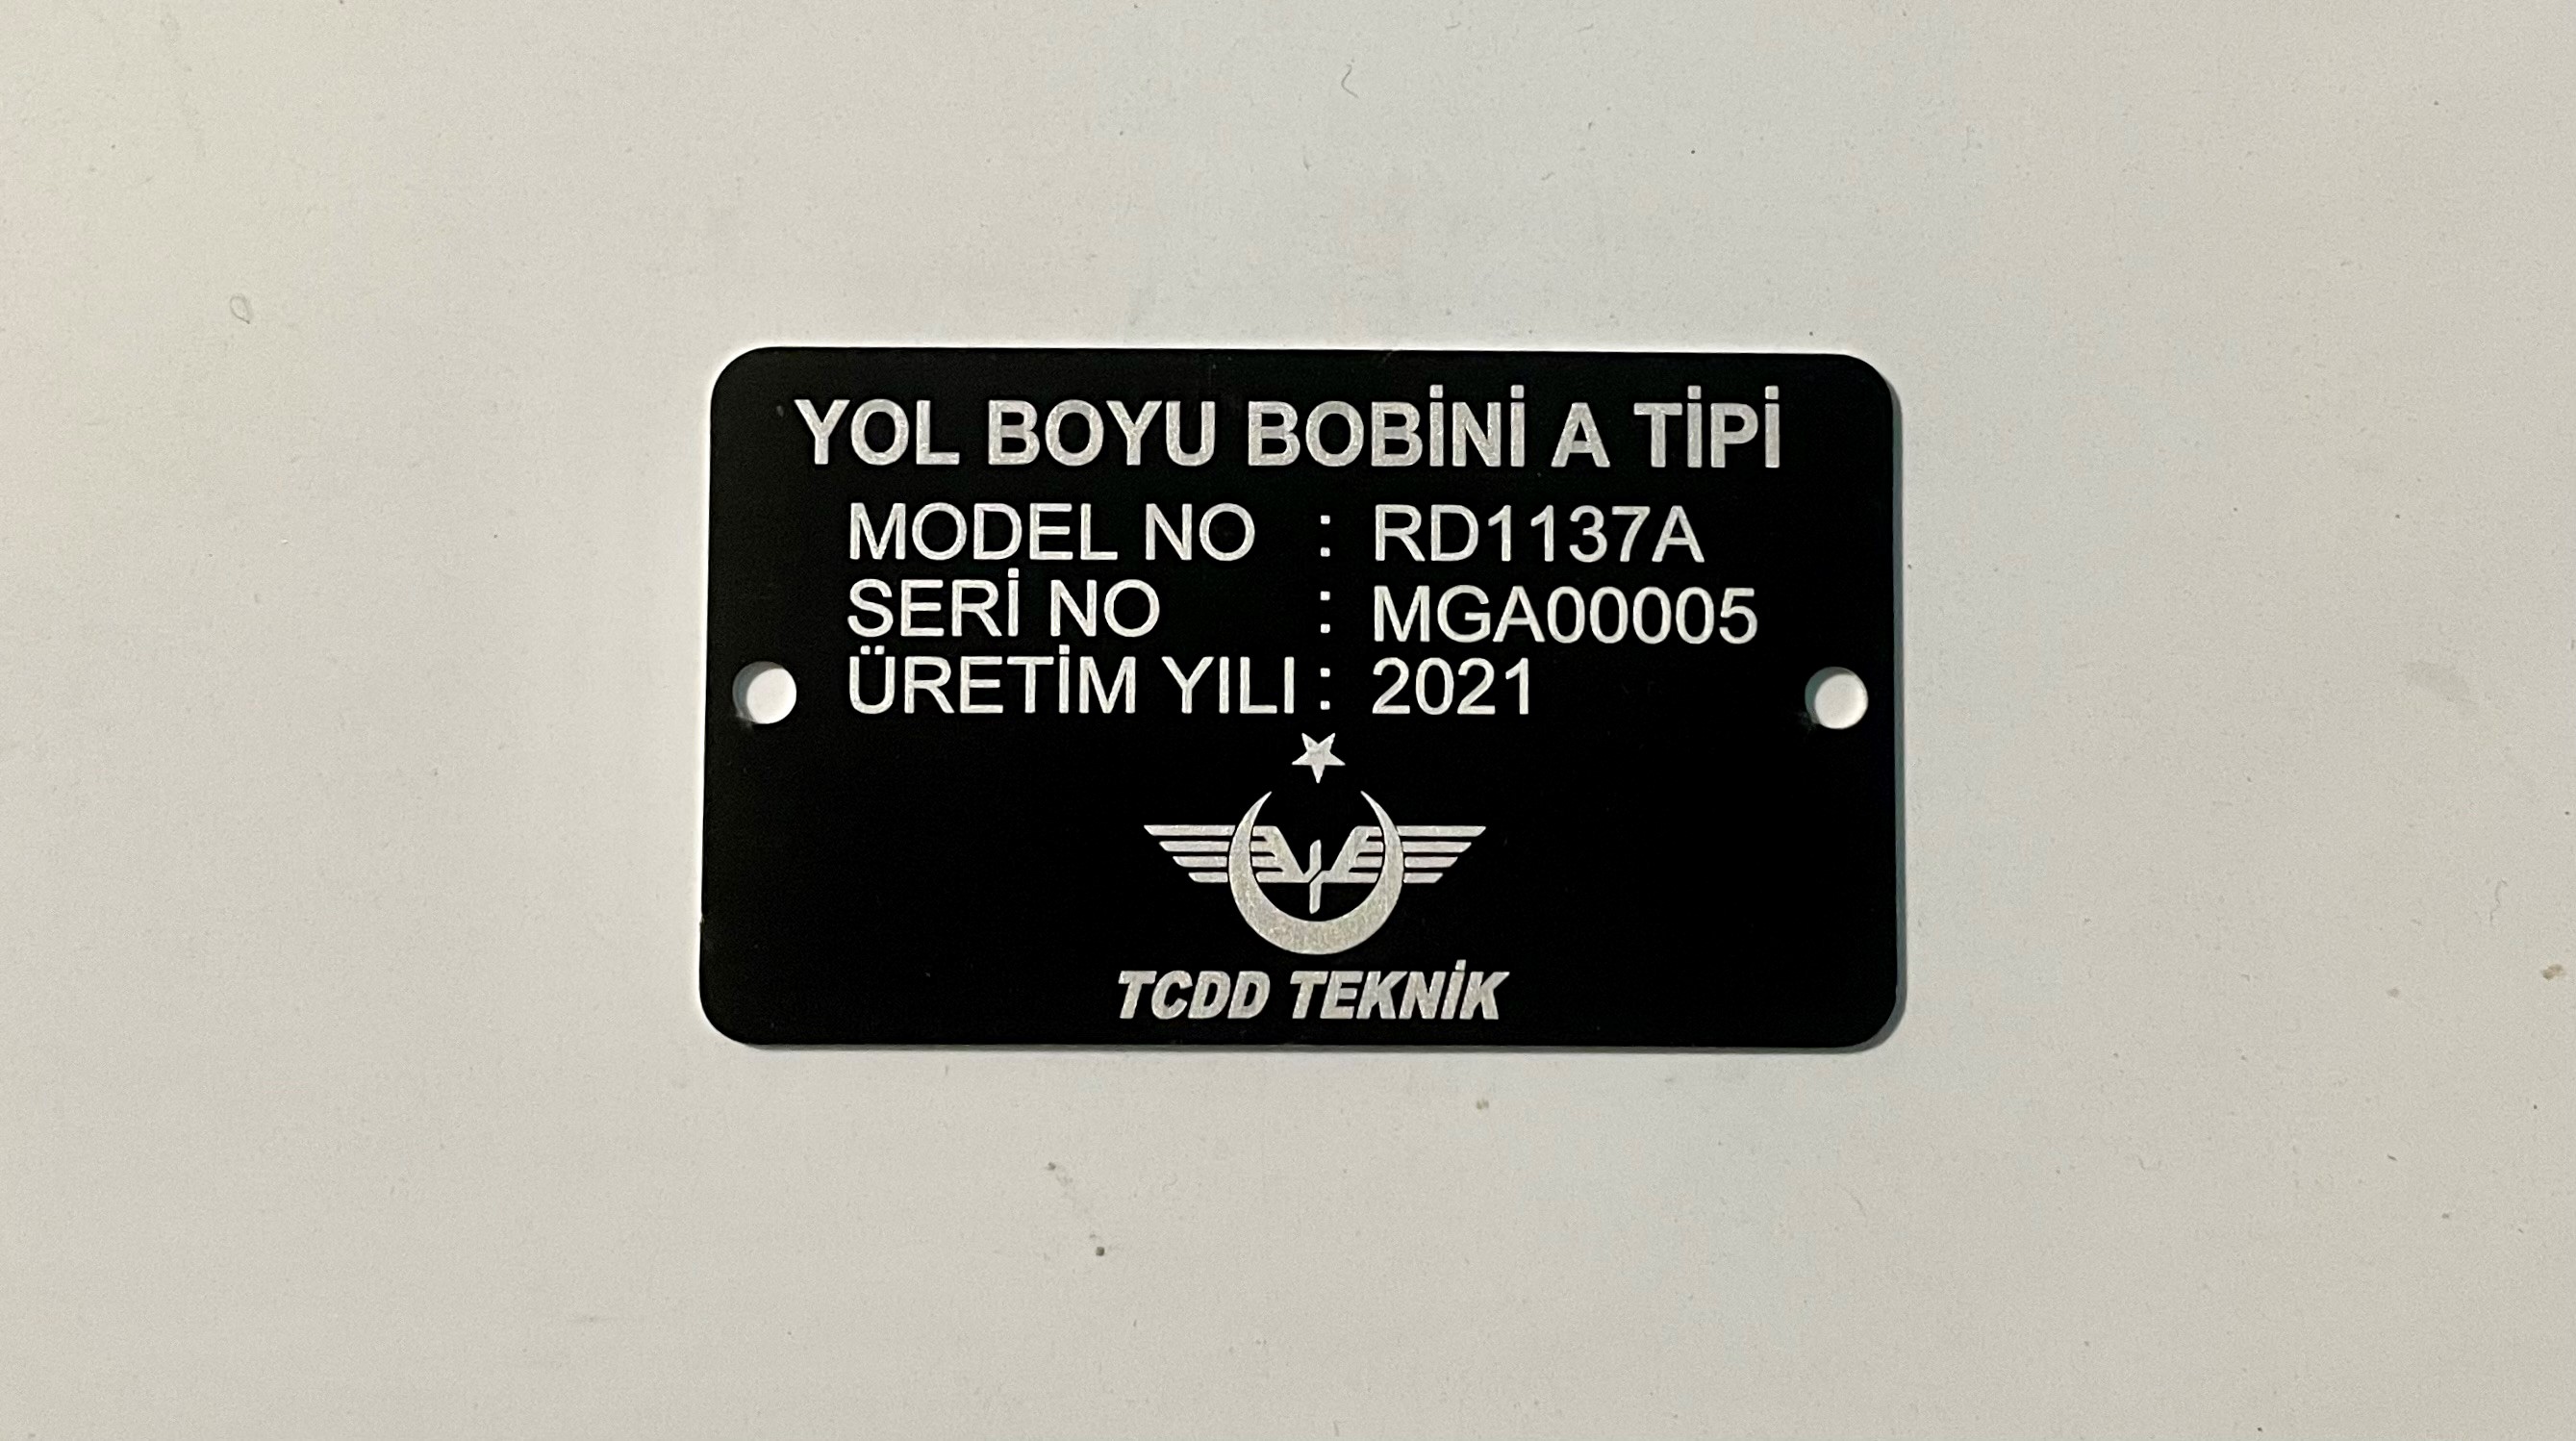 YOL BOYU BOBİNİ A TİPİ
MODEL NO : RD1137A
SERİ NO : MGA00005
ÜRETİM YILI : 2021
TCDD TEKNİK